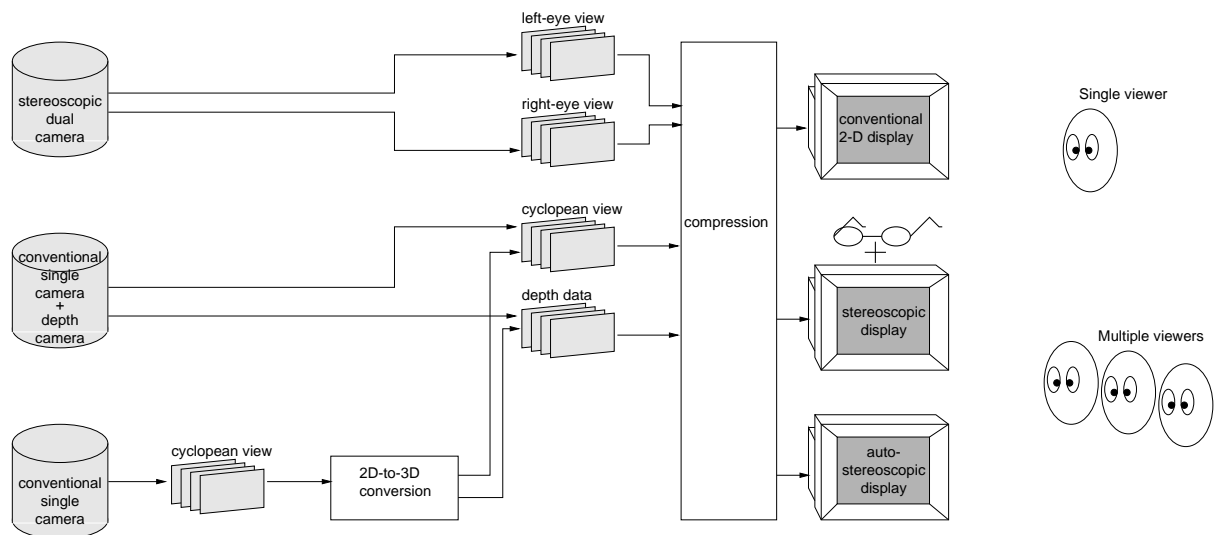 left-eye view
stereoscopic
dual
camera
right-eye view
conventional
2-D display
Single viewer
cyclopean view
compression
conventional
single
camera
+
depth
camera
depth data
+
stereoscopic
display
Multiple viewers
cyclopean view
conventional
single
camera
2D-to-3D
conversion
auto-
stereoscopic
display